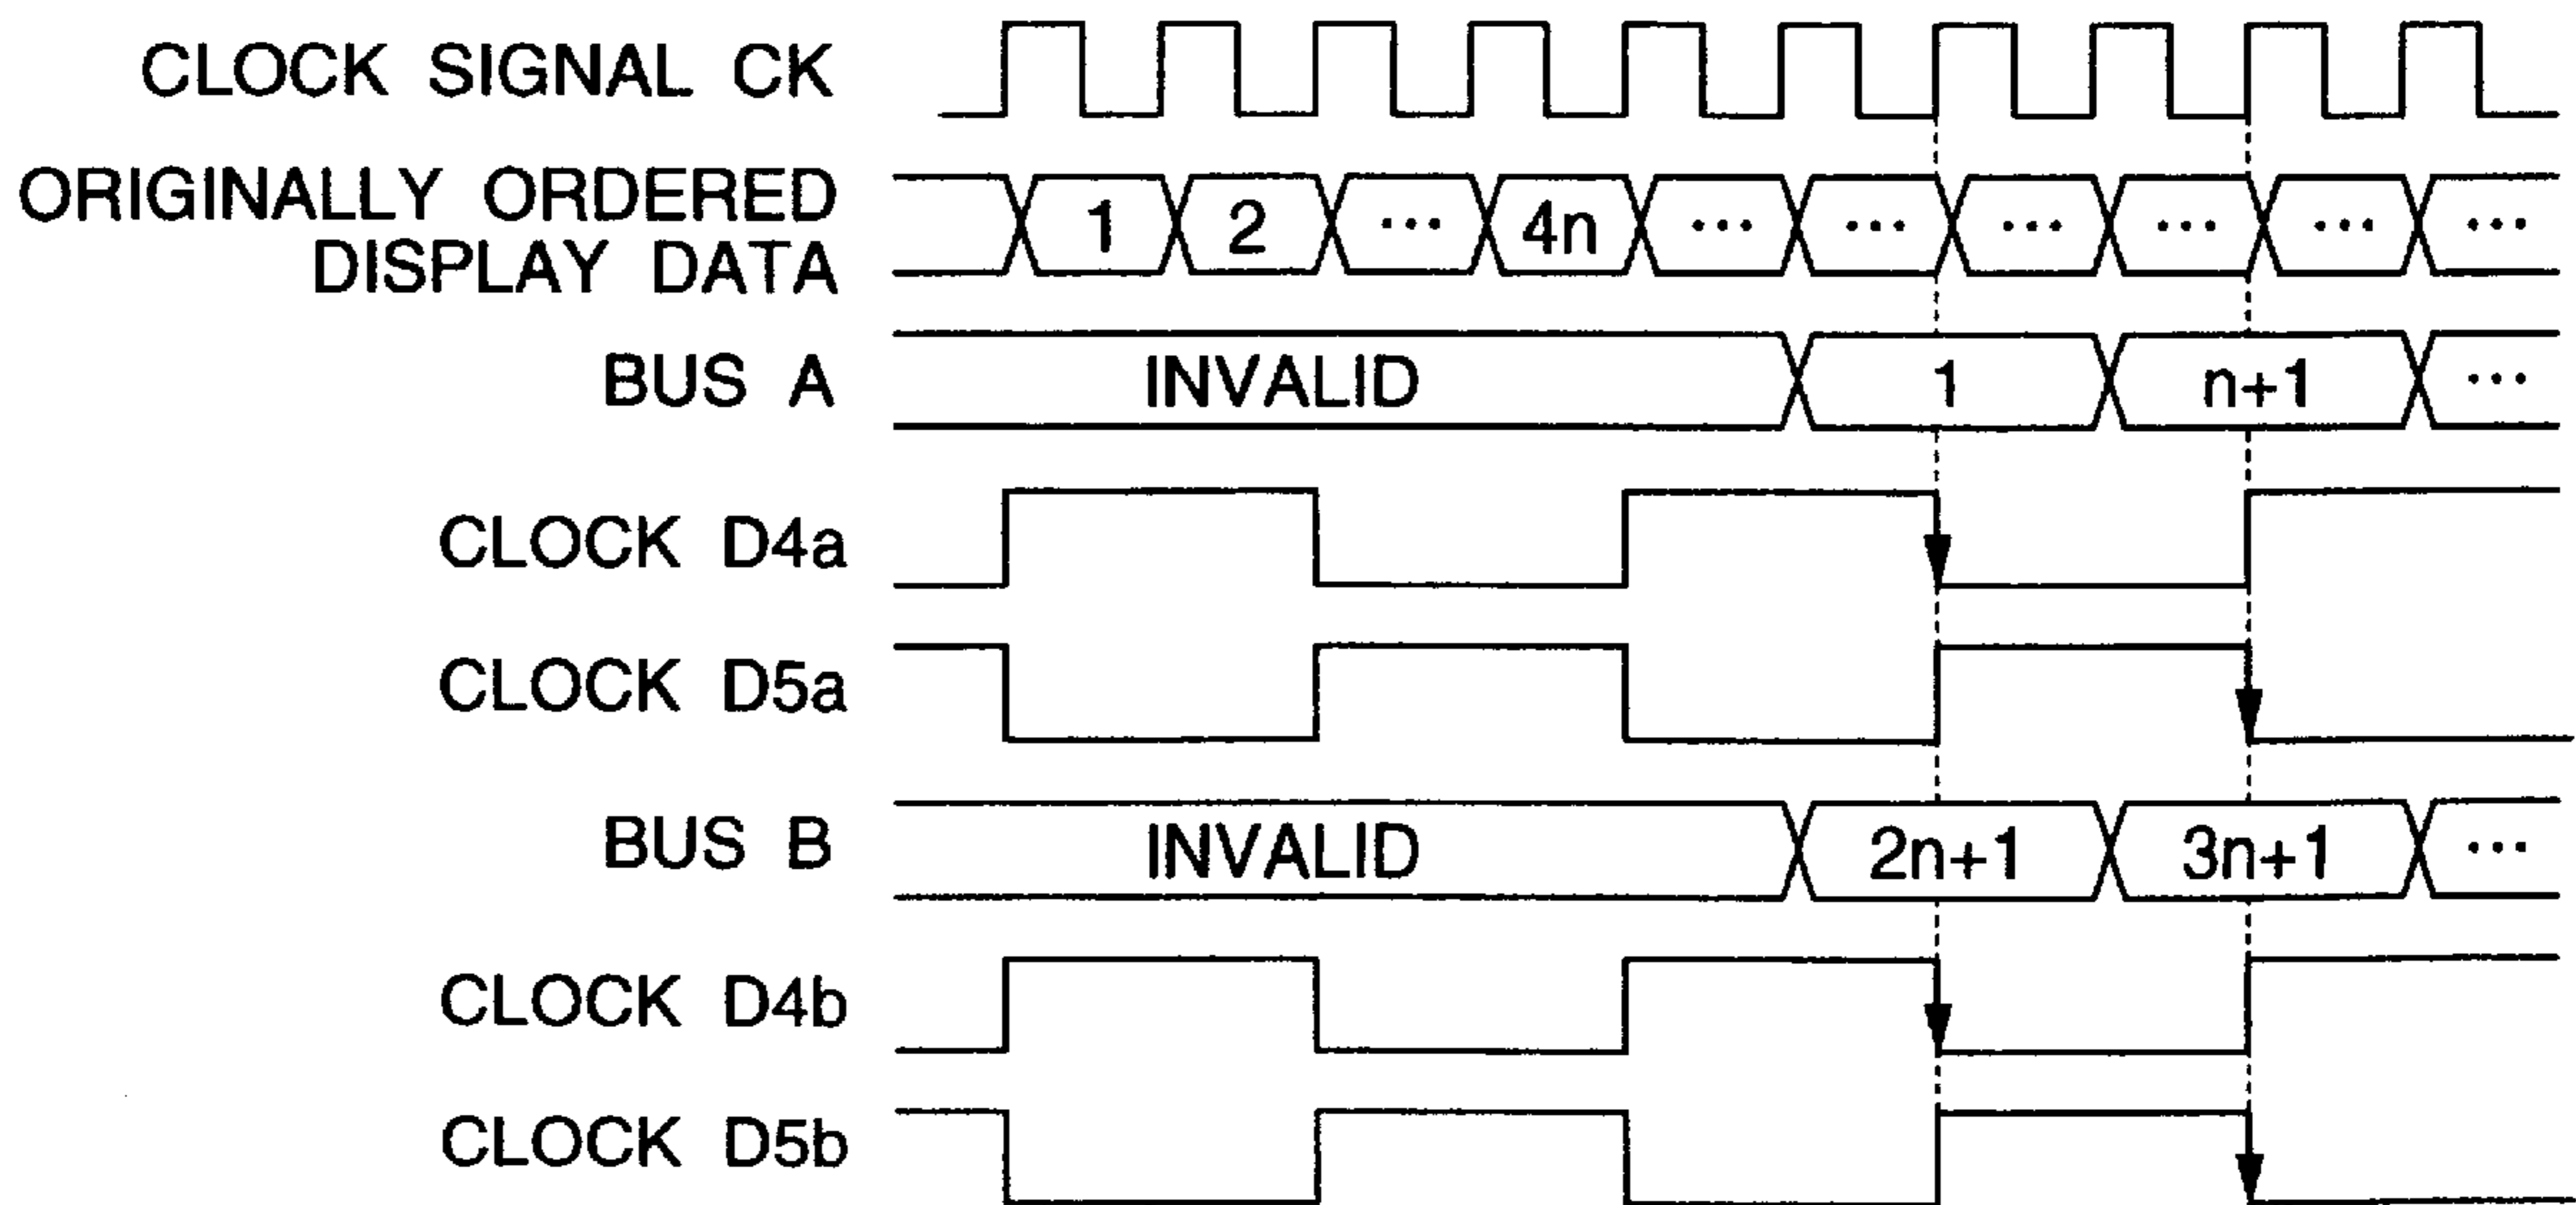 CLOCK SIGNAL CK
ORIGINALLY ORDERED
DISPLAY DATA
1 2 ... 4n ... ... ... ... ... ...
BUS A INVALID 1 n+1 ...
CLOCK D4a
CLOCK D5a
BUS B INVALID 2n+1 3n+1 ...
CLOCK D4b
CLOCK D5b